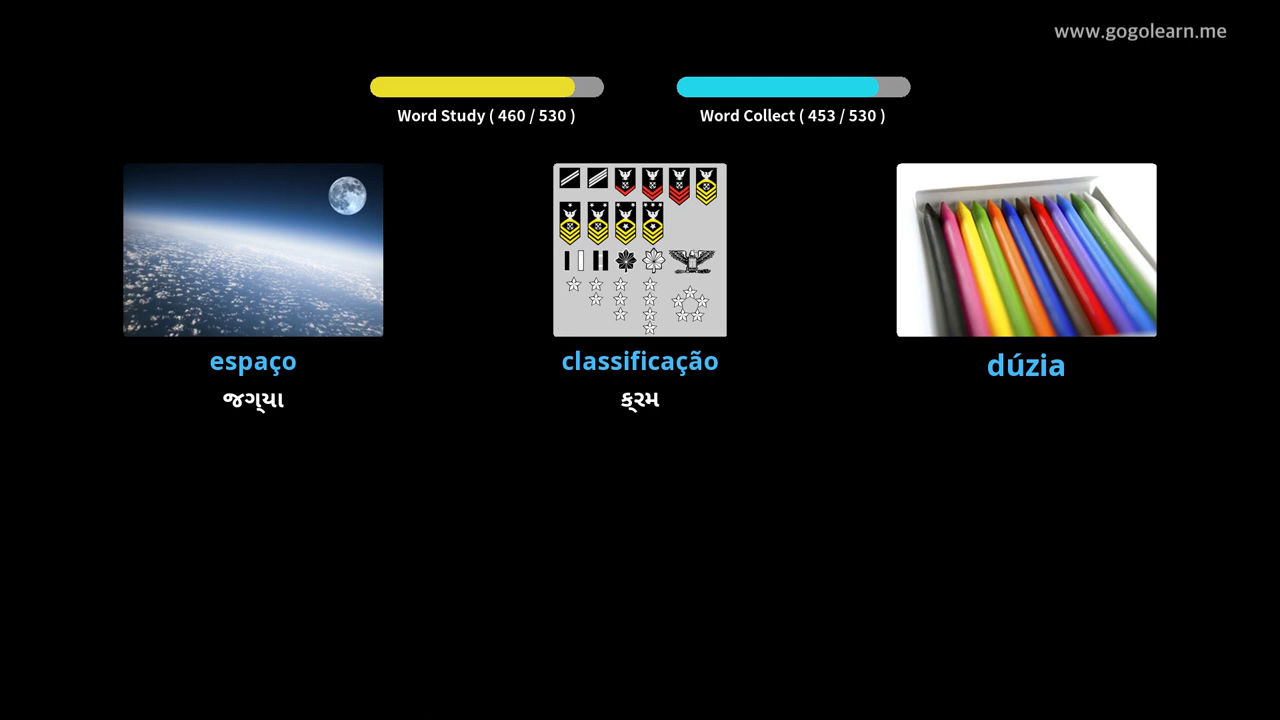 www.gogolearn.me
Word Study ( 460 / 530 )
Word Collect ( 453 / 530 )
espaço
જગ્યા
classificação
ક્રમ
dúzia